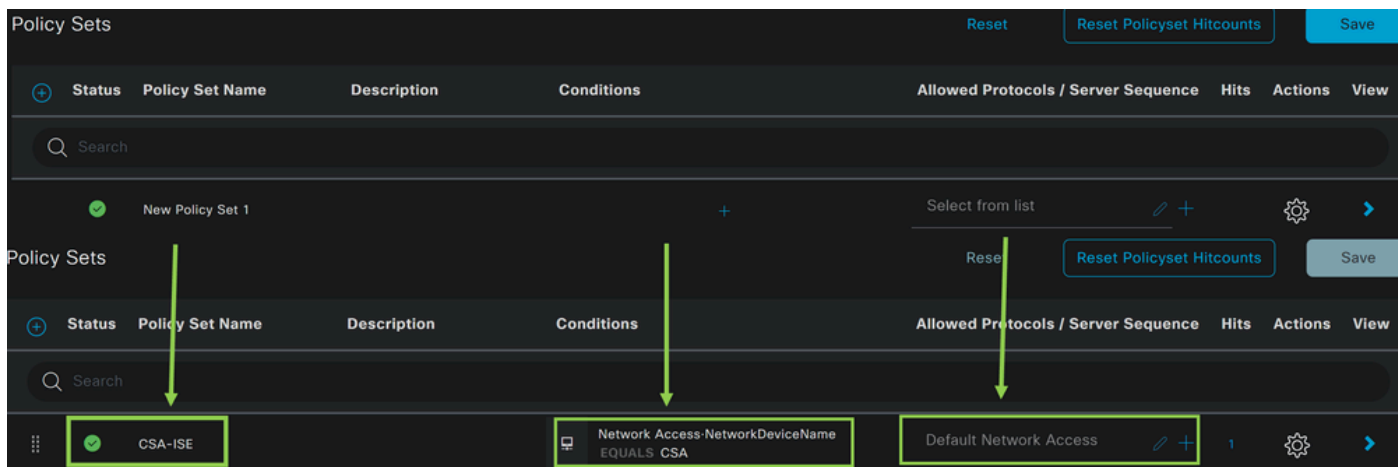 Policy Sets Reset Reset Policyset Hitcounts Save
Status Policy Set Name Description Conditions Allowed Protocols / Server Sequence Hits Actions View
Search
New Policy Set 1 + Select from list +
Policy Sets Reset Reset Policyset Hitcounts Save
Status Policy Set Name Description Conditions Allowed Protocols / Server Sequence Hits Actions View
Search
CSA-ISE Network Access·NetworkDeviceName Default Network Access + 1
EQUALS CSA